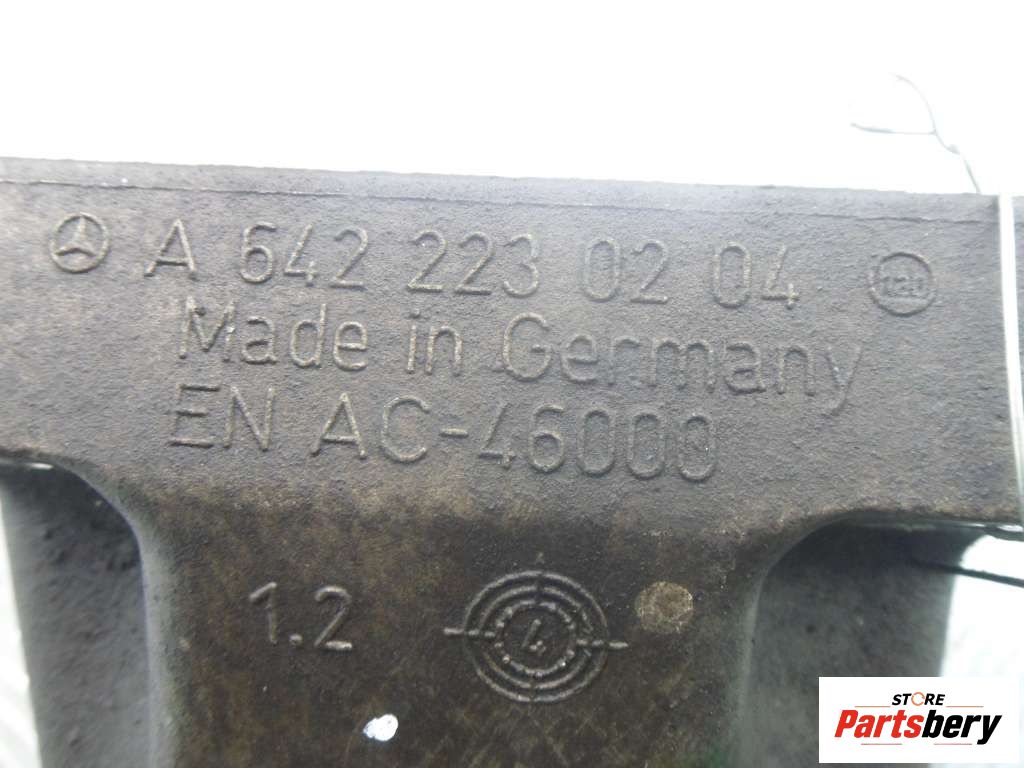 A 642 223 02 04
Made in Germany
EN AC-46000
1.2
4
STORE
Partsbery